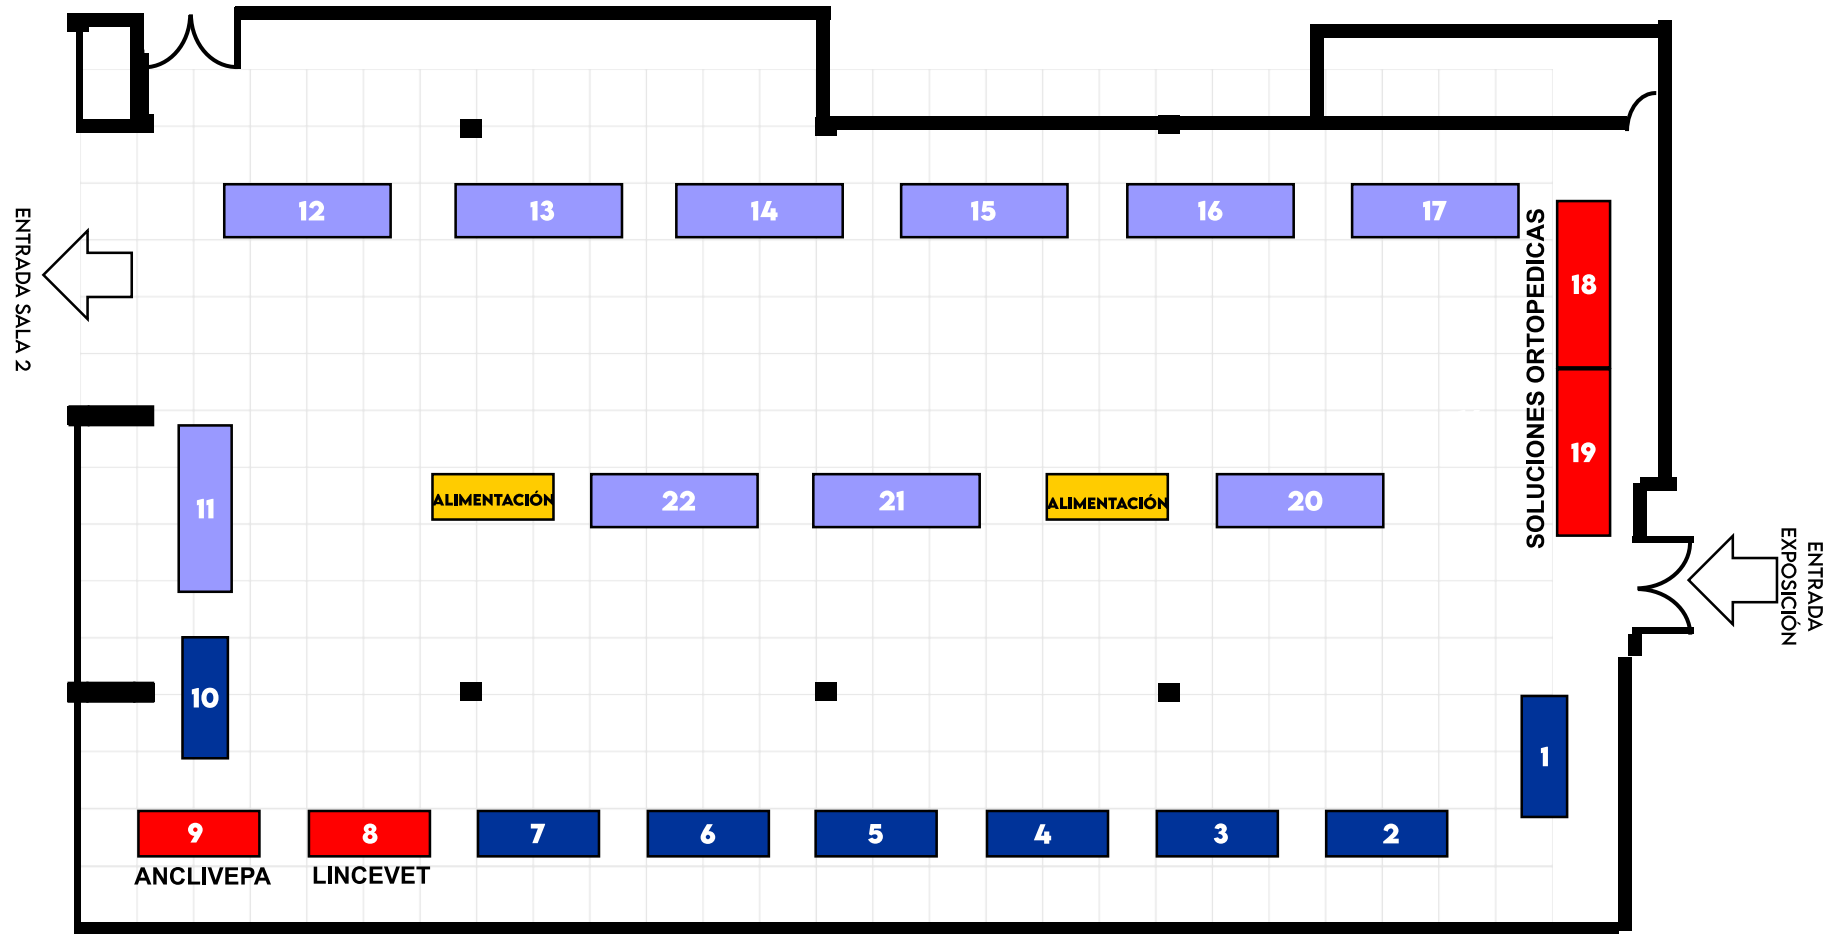 12
13
14
15
16
17
ENTRADA SALA 2
SOLUCIONES ORTOPEDICAS
18
19
11
ALIMENTACIÓN
22
21
ALIMENTACIÓN
20
ENTRADA
EXPOSICIÓN
10
1
9
8
7
6
5
4
3
2
ANCLIVEPA
LINCEVET